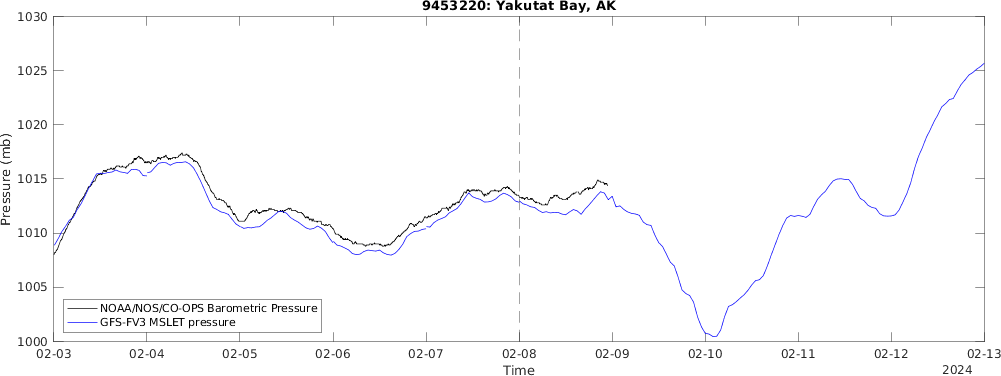 9453220: Yakutat Bay, AK
Pressure (mb)
1030
1025
1020
1015
1010
1005
1000
NOAA/NOS/CO-OPS Barometric Pressure
GFS-FV3 MSLET pressure
02-03 02-04 02-05 02-06 02-07 02-08 02-09 02-10 02-11 02-12 02-13
Time
2024